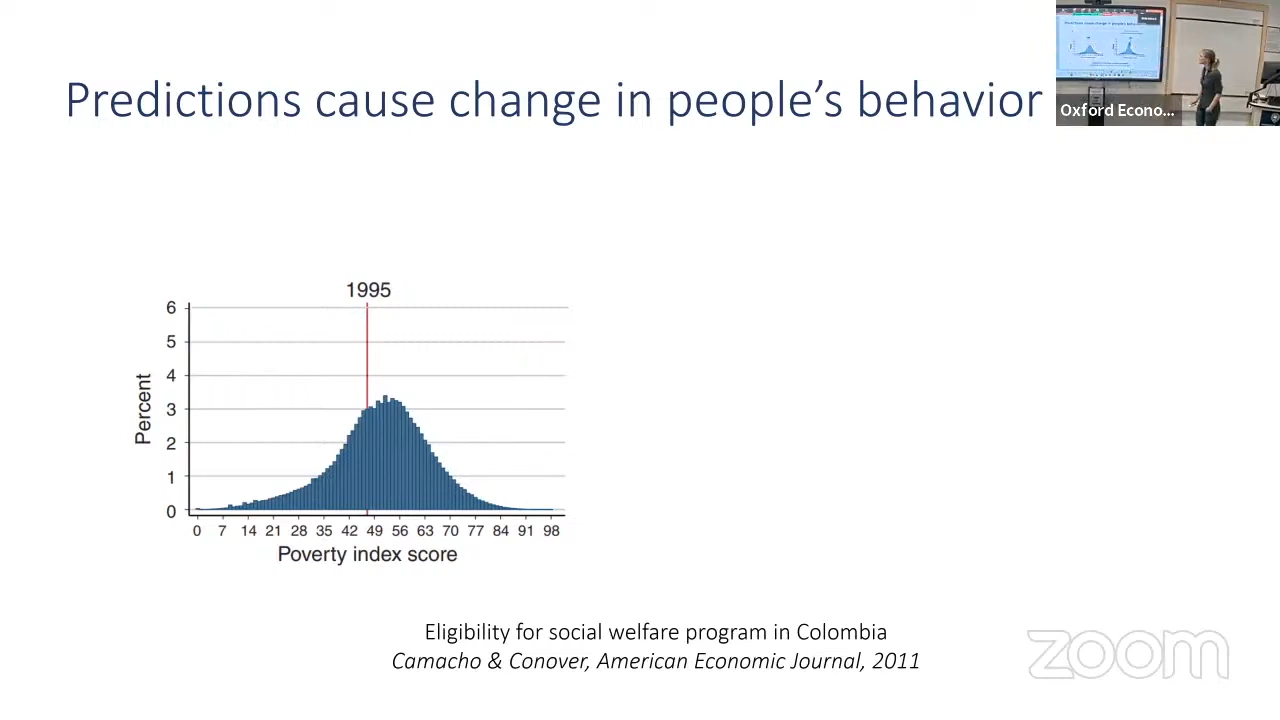 Predictions cause change in people's behavior
Oxford Econo...
1995
6
5
4
3
2
1
0
Percent
0 7 14 21 28 35 42 49 56 63 70 77 84 91 98
Poverty index score
Eligibility for social welfare program in Colombia
Camacho & Conover, American Economic Journal, 2011
zoom